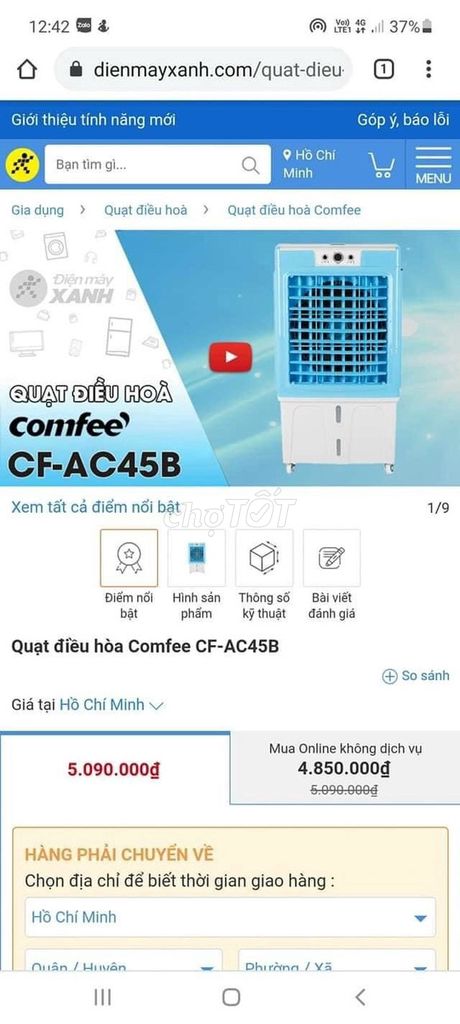 12:42 Zalo
Vo)) 4G
LTE1 37%
dienmayxanh.com/quat-dieu-
1
Giới thiệu tính năng mới Góp ý, báo lỗi
Bạn tìm gì...
Hồ Chí
Minh
MENU
Gia dụng > Quạt điều hoà > Quạt điều hoà Comfee
Điện máy
XANH
QUẠT ĐIỀU HOÀ
comfee
CF-AC45B
Xem tất cả điểm nổi bật 1/9
chợTỐT
Điểm nổi
bật
Hình sản
phẩm
Thông số
kỹ thuật
Bài viết
đánh giá
Quạt điều hòa Comfee CF-AC45B
So sánh
Giá tại Hồ Chí Minh
5.090.000₫
Mua Online không dịch vụ
4.850.000₫
5.090.000₫
HÀNG PHẢI CHUYỂN VỀ
Chọn địa chỉ để biết thời gian giao hàng :
Hồ Chí Minh
Quận / Huyện Phường / Xã